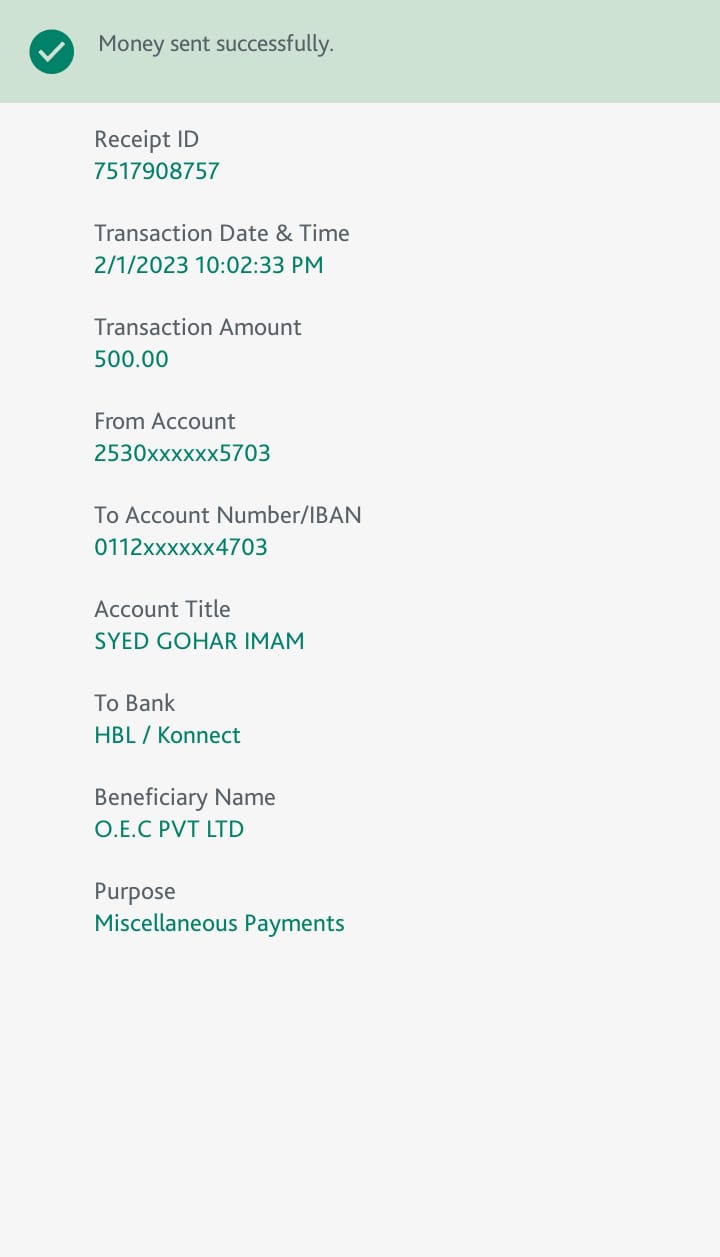 Money sent successfully.
Receipt ID
7517908757
Transaction Date & Time
2/1/2023 10:02:33 PM
Transaction Amount
500.00
From Account
2530xxxxxx5703
To Account Number/IBAN
0112xxxxxx4703
Account Title
SYED GOHAR IMAM
To Bank
HBL / Konnect
Beneficiary Name
O.E.C PVT LTD
Purpose
Miscellaneous Payments